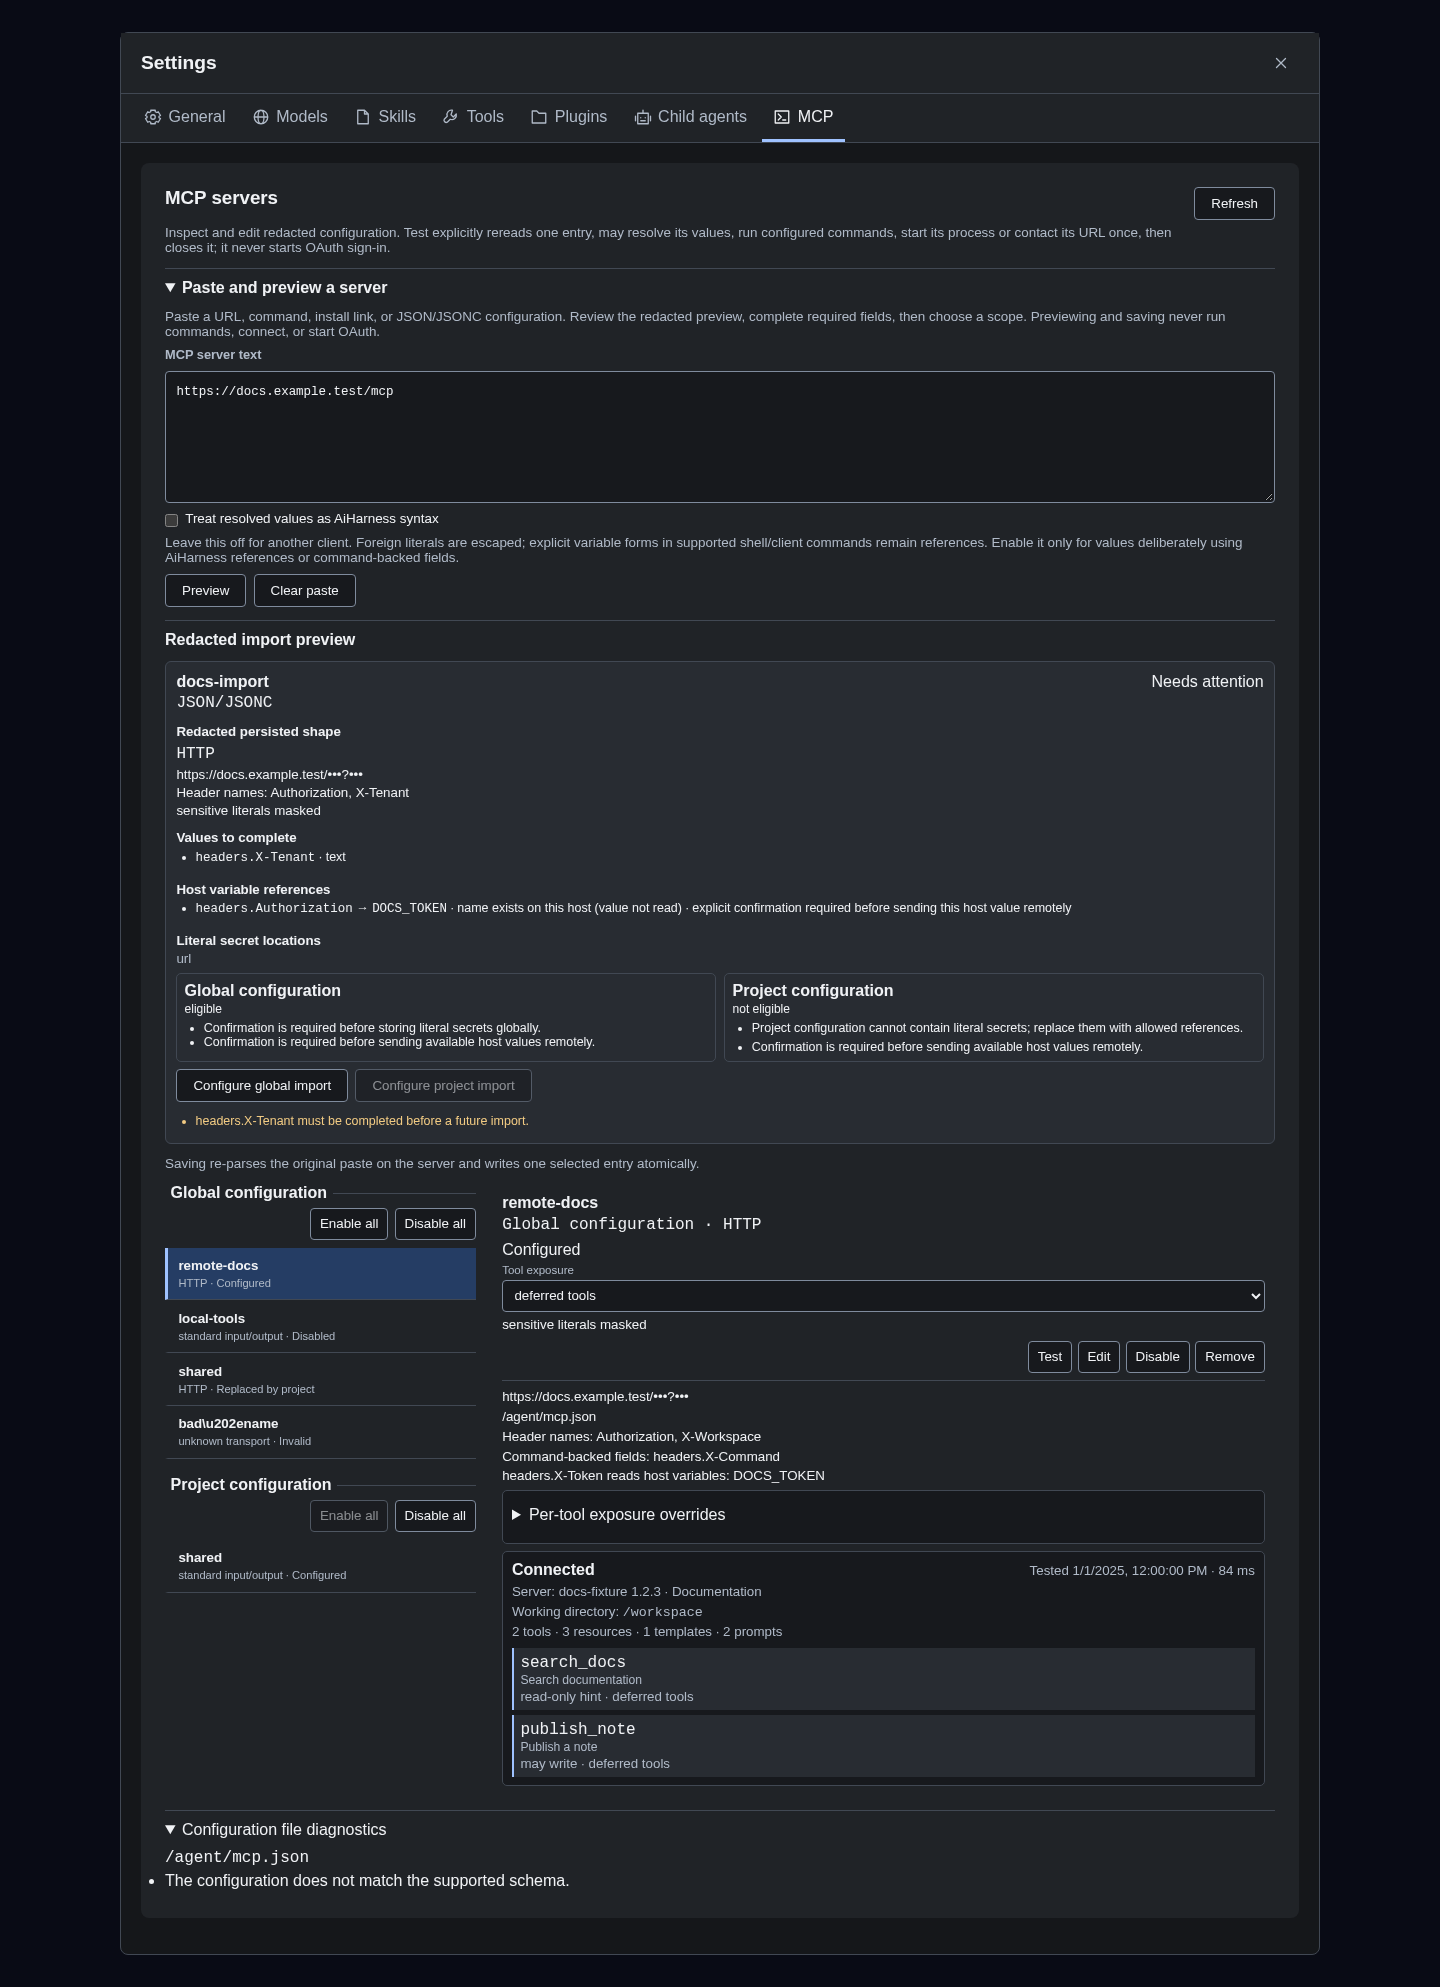 Settings
General
Models
Skills
Tools
Plugins
Child agents
MCP
MCP servers
Refresh
Inspect and edit redacted configuration. Test explicitly rereads one entry, may resolve its values, run configured commands, start its process or contact its URL once, then
closes it; it never starts OAuth sign-in.
Paste and preview a server
Paste a URL, command, install link, or JSON/JSONC configuration. Review the redacted preview, complete required fields, then choose a scope. Previewing and saving never run
commands, connect, or start OAuth.
MCP server text
https://docs.example.test/mcp
Treat resolved values as AiHarness syntax
Leave this off for another client. Foreign literals are escaped; explicit variable forms in supported shell/client commands remain references. Enable it only for values deliberately using
AiHarness references or command-backed fields.
Preview
Clear paste
Redacted import preview
docs-import
Needs attention
JSON/JSONC
Redacted persisted shape
HTTP
https://docs.example.test/•••?•••
Header names: Authorization, X-Tenant
sensitive literals masked
Values to complete
• headers.X-Tenant · text
Host variable references
• headers.Authorization → DOCS_TOKEN · name exists on this host (value not read) · explicit confirmation required before sending this host value remotely
Literal secret locations
url
Global configuration
eligible
• Confirmation is required before storing literal secrets globally.
• Confirmation is required before sending available host values remotely.
Project configuration
not eligible
• Project configuration cannot contain literal secrets; replace them with allowed references.
• Confirmation is required before sending available host values remotely.
Configure global import
Configure project import
• headers.X-Tenant must be completed before a future import.
Saving re-parses the original paste on the server and writes one selected entry atomically.
Global configuration
Enable all
Disable all
remote-docs
HTTP · Configured
local-tools
standard input/output · Disabled
shared
HTTP · Replaced by project
bad\u202ename
unknown transport · Invalid
Project configuration
Enable all
Disable all
shared
standard input/output · Configured
remote-docs
Global configuration · HTTP
Configured
Tool exposure
deferred tools
sensitive literals masked
Test
Edit
Disable
Remove
https://docs.example.test/•••?•••
/agent/mcp.json
Header names: Authorization, X-Workspace
Command-backed fields: headers.X-Command
headers.X-Token reads host variables: DOCS_TOKEN
Per-tool exposure overrides
Connected
Tested 1/1/2025, 12:00:00 PM · 84 ms
Server: docs-fixture 1.2.3 · Documentation
Working directory: /workspace
2 tools · 3 resources · 1 templates · 2 prompts
search_docs
Search documentation
read-only hint · deferred tools
publish_note
Publish a note
may write · deferred tools
Configuration file diagnostics
/agent/mcp.json
• The configuration does not match the supported schema.